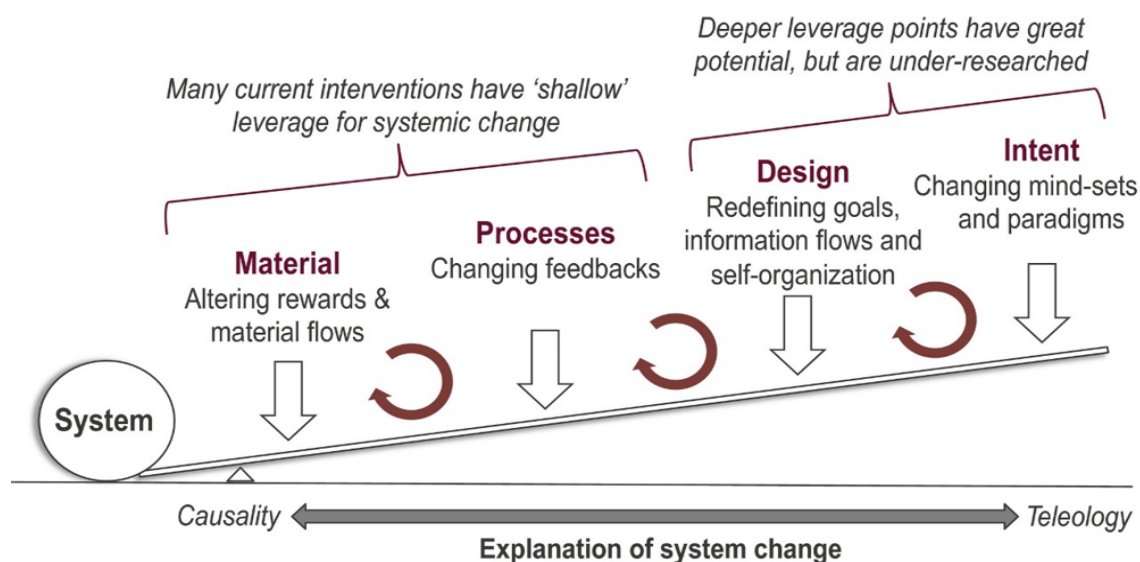 Deeper leverage points have great
potential, but are under-researched
Many current interventions have ‘shallow’
leverage for systemic change
Intent
Changing mind-sets
and paradigms
Design
Redefining goals,
information flows and
self-organization
Processes
Changing feedbacks
Material
Altering rewards &
material flows
System
Causality
Teleology
Explanation of system change